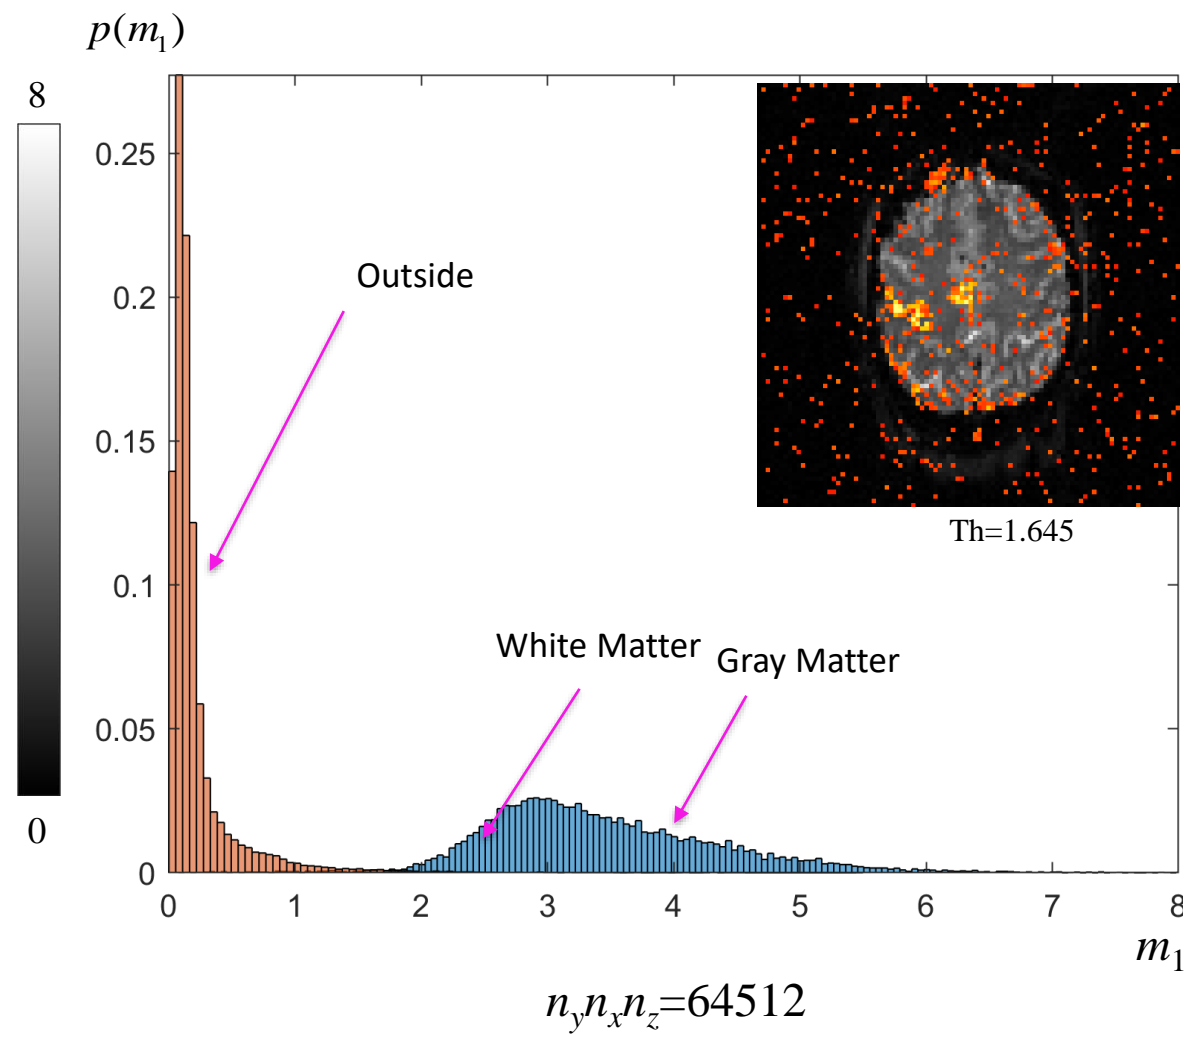 p(m₁)
8
0
0.25
0.2
0.15
0.1
0.05
0
Outside
White Matter
Gray Matter
Th=1.645
0 1 2 3 4 5 6 7 8
m₁
nᵧnₓn_z=64512